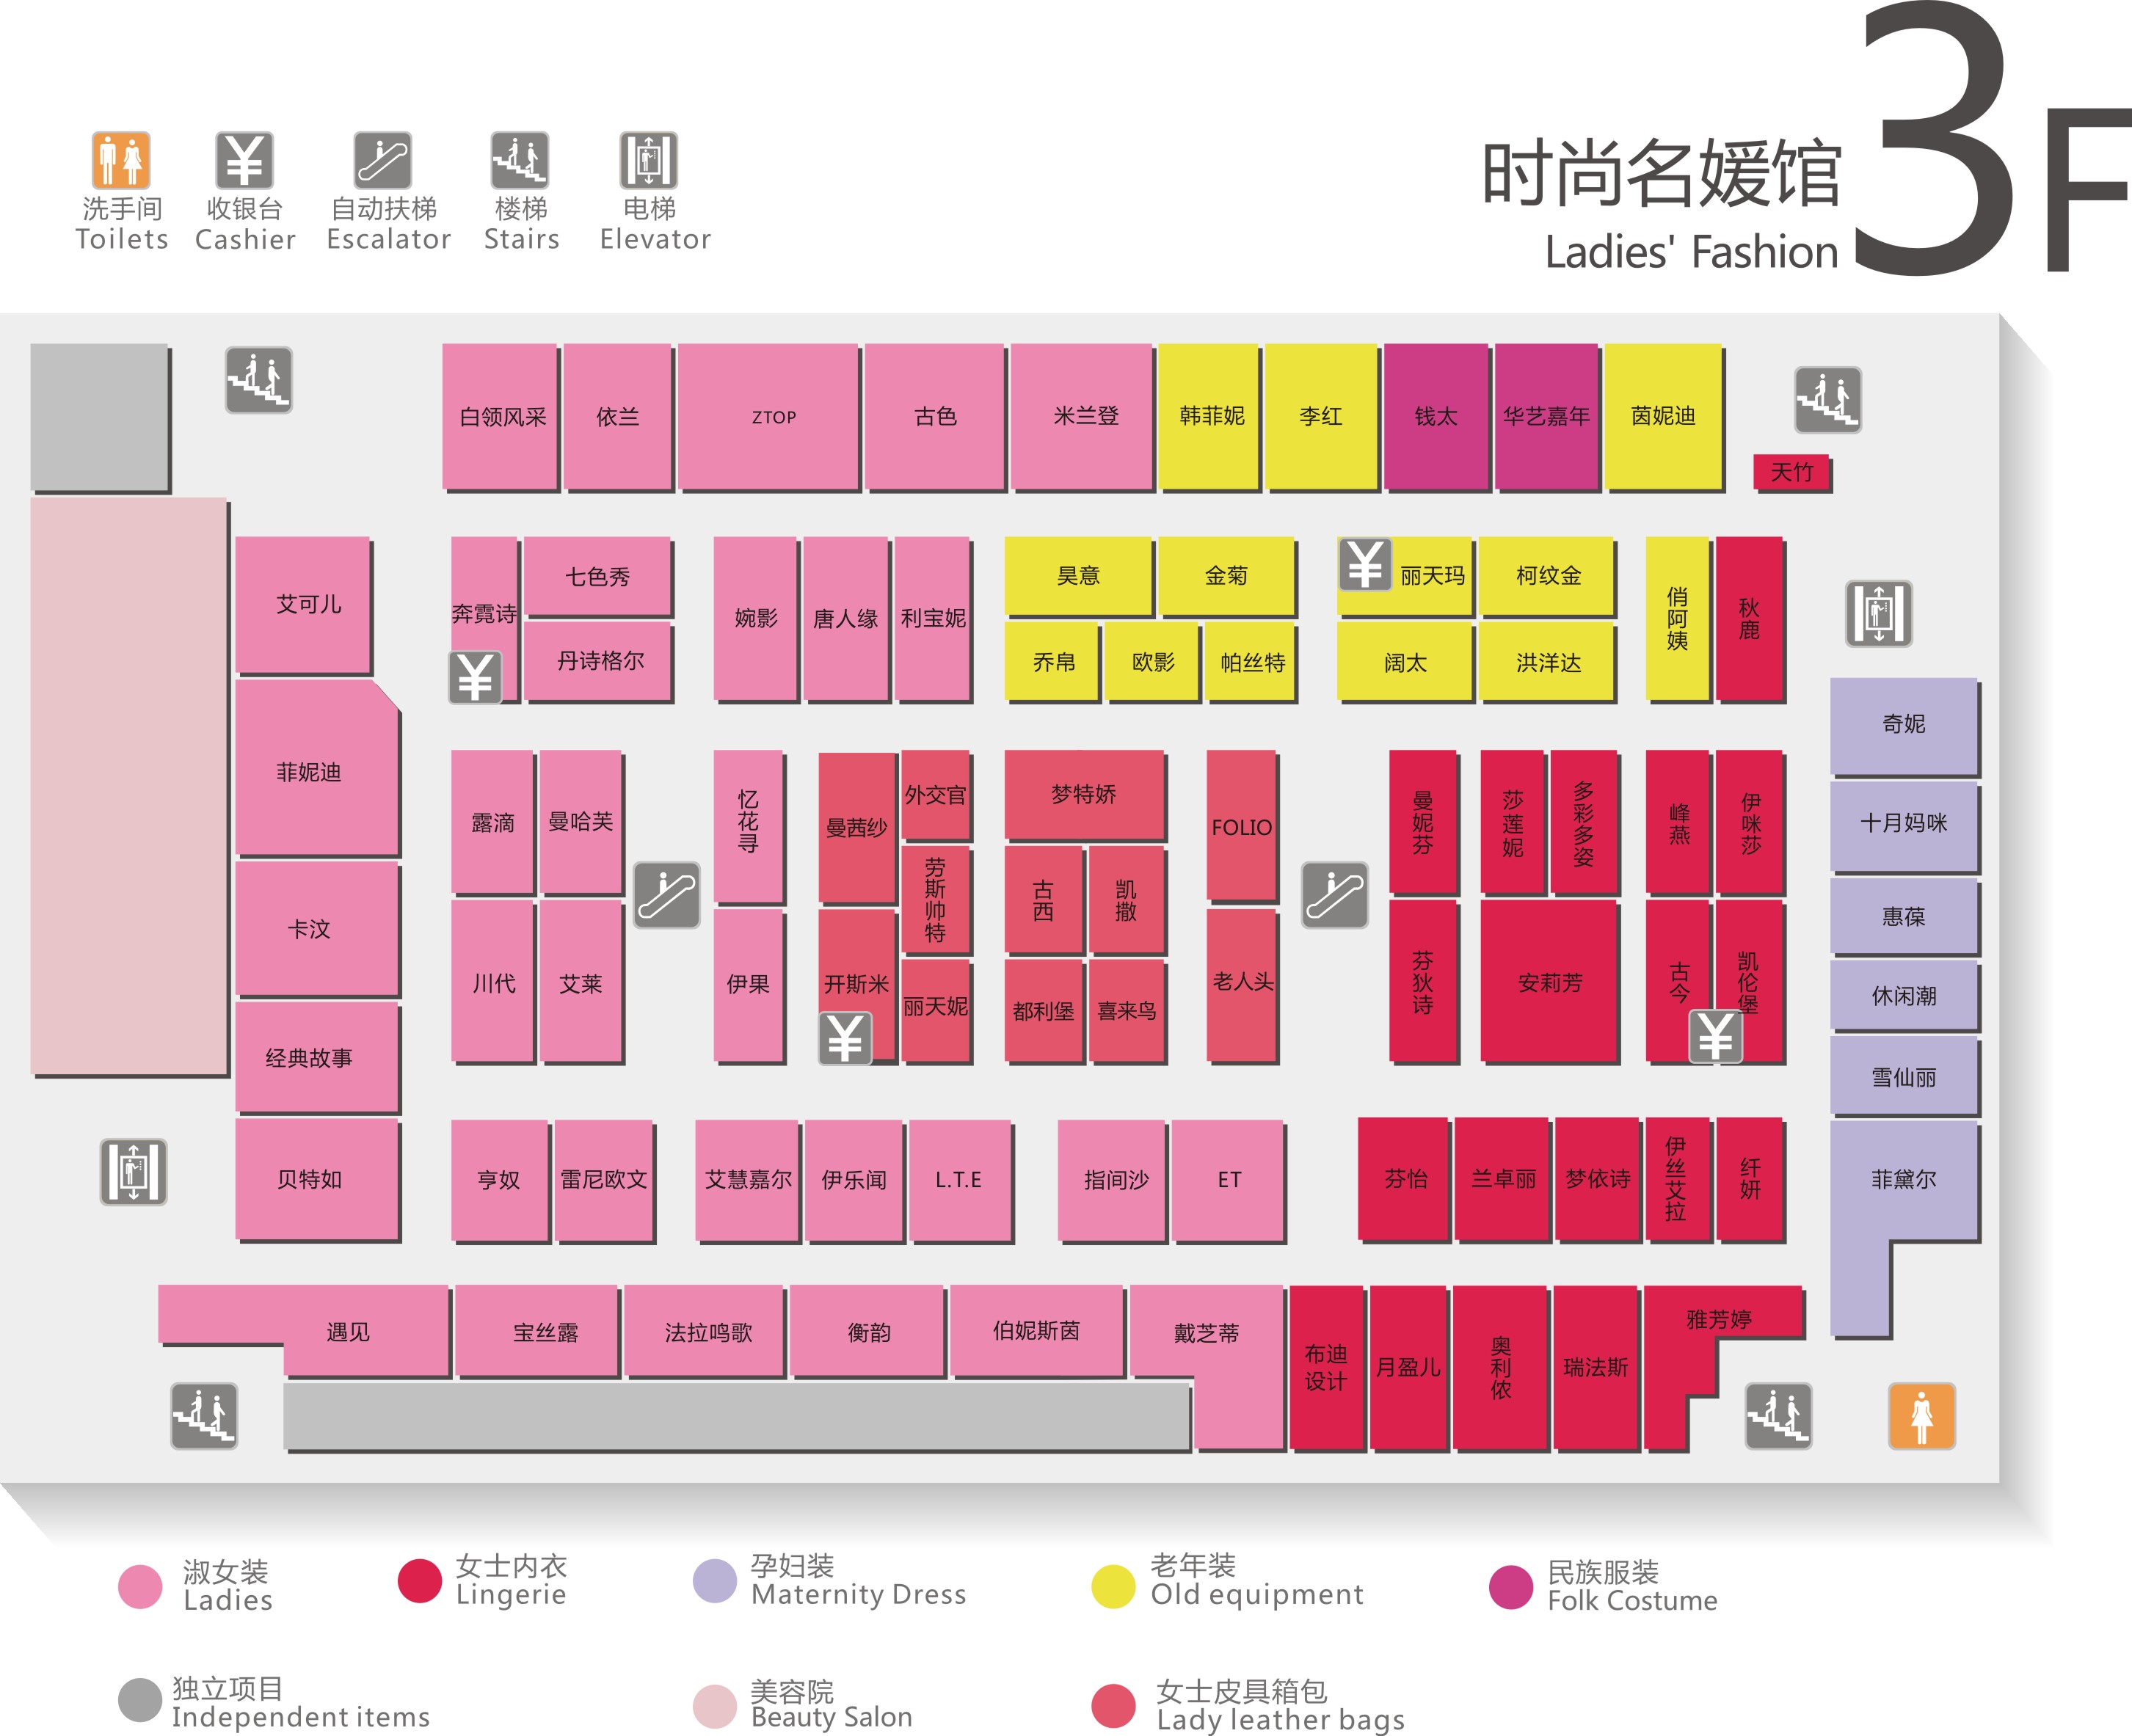 时尚名媛馆
Ladies' Fashion
3F
洗手间
Toilets
收银台
Cashier
自动扶梯
Escalator
楼梯
Stairs
电梯
Elevator
白领风采
依兰
ZTOP
古色
米兰登
韩菲妮
李红
钱太
华艺嘉年
茵妮迪
天竹
艾可儿
奔霓诗
七色秀
丹诗格尔
婉影
唐人缘
利宝妮
昊意
金菊
乔帛
欧影
帕丝特
丽天玛
柯纹金
阔太
洪洋达
俏阿姨
秋鹿
菲妮迪
卡汶
经典故事
贝特如
露滴
曼哈芙
川代
艾莱
忆花寻
伊果
曼茜纱
外交官
劳斯帅特
开斯米
丽天妮
梦特娇
古西
凯撒
都利堡
喜来鸟
FOLIO
老人头
曼妮芬
莎莲妮
多彩多姿
峰燕
伊咪莎
芬狄诗
安莉芳
古今
凯伦堡
奇妮
十月妈咪
惠葆
休闲潮
雪仙丽
菲黛尔
亨奴
雷尼欧文
艾慧嘉尔
伊乐闻
L.T.E
指间沙
ET
芬怡
兰卓丽
梦依诗
伊丝艾拉
纤妍
遇见
宝丝露
法拉鸣歌
衡韵
伯妮斯茵
戴芝蒂
布迪
设计
月盈儿
奥利侬
瑞法斯
雅芳婷
淑女装
Ladies
女士内衣
Lingerie
孕妇装
Maternity Dress
老年装
Old equipment
民族服装
Folk Costume
独立项目
Independent items
美容院
Beauty Salon
女士皮具箱包
Lady leather bags